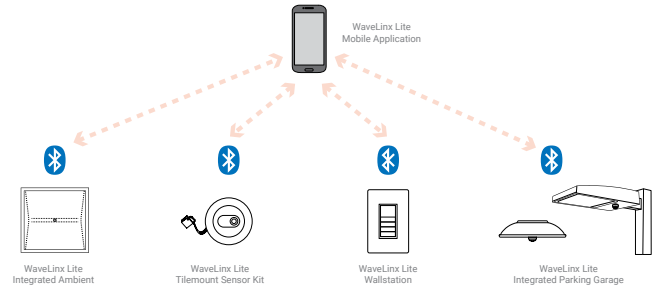 WaveLinx Lite
Mobile Application
WaveLinx Lite
Integrated Ambient
WaveLinx Lite
Tilemount Sensor Kit
WaveLinx Lite
Wallstation
WaveLinx Lite
Integrated Parking Garage